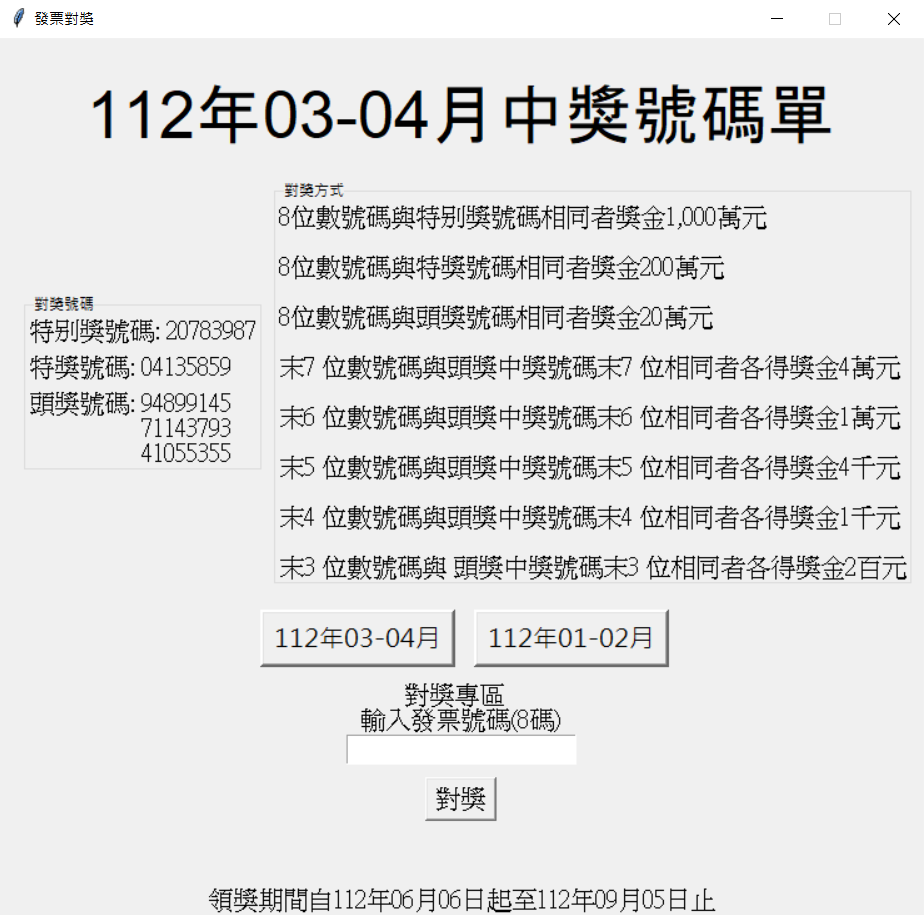 發票對獎
112年03-04月中獎號碼單
對獎方式
8位數號碼與特別獎號碼相同者獎金1,000萬元
8位數號碼與特獎號碼相同者獎金200萬元
8位數號碼與頭獎號碼相同者獎金20萬元
末7 位數號碼與頭獎中獎號碼末7 位相同者各得獎金4萬元
末6 位數號碼與頭獎中獎號碼末6 位相同者各得獎金1萬元
末5 位數號碼與頭獎中獎號碼末5 位相同者各得獎金4千元
末4 位數號碼與頭獎中獎號碼末4 位相同者各得獎金1千元
末3 位數號碼與 頭獎中獎號碼末3 位相同者各得獎金2百元
對獎號碼
特別獎號碼: 20783987
特獎號碼: 04135859
頭獎號碼: 94899145
71143793
41055355
112年03-04月
112年01-02月
對獎專區
輸入發票號碼(8碼)
對獎
領獎期間自112年06月06日起至112年09月05日止